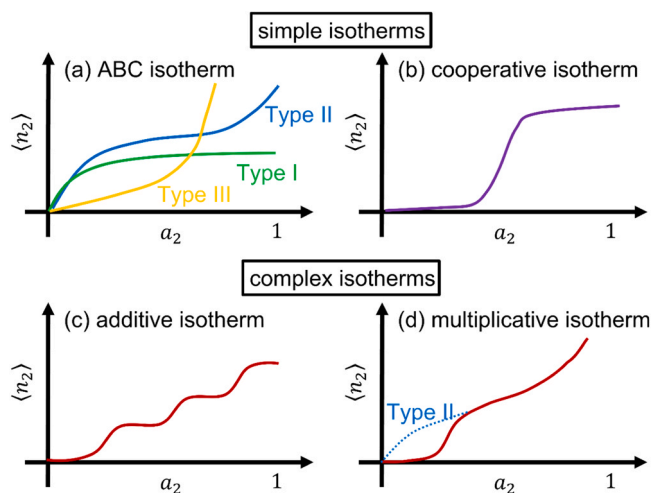 simple isotherms
(a) ABC isotherm
⟨n₂⟩
Type II
Type I
Type III
a₂
1
(b) cooperative isotherm
⟨n₂⟩
a₂
1
complex isotherms
(c) additive isotherm
⟨n₂⟩
a₂
1
(d) multiplicative isotherm
⟨n₂⟩
Type II
a₂
1